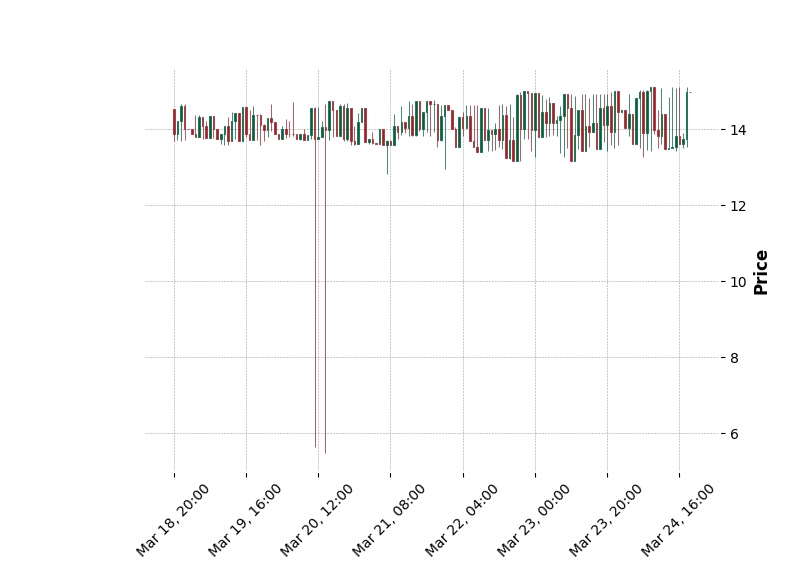 14
12
10
8
6
Price
Mar 18, 20:00
Mar 19, 16:00
Mar 20, 12:00
Mar 21, 08:00
Mar 22, 04:00
Mar 23, 00:00
Mar 23, 20:00
Mar 24, 16:00